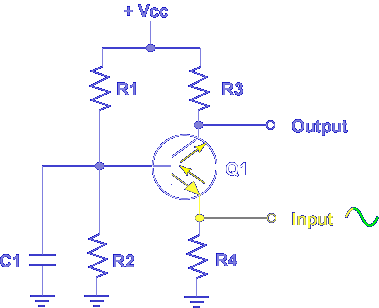 + Vcc
R1
R3
C Output
Q1
C Input
C1
R2
R4